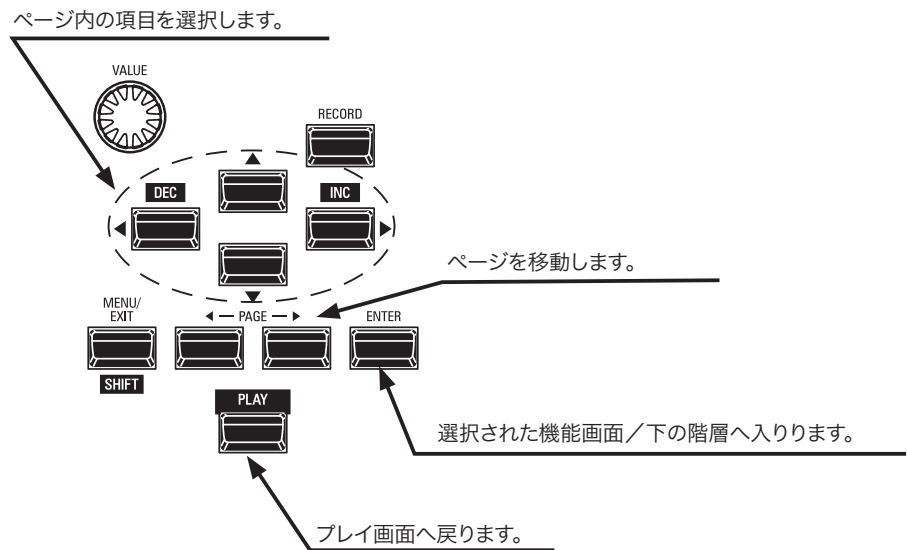 ページ内の項目を選択します。
VALUE
RECORD
▲
DEC
INC
◀
▶
▼
ページを移動します。
MENU/
EXIT
◀ — PAGE — ▶
ENTER
SHIFT
PLAY
選択された機能画面／下の階層へ入りります。
プレイ画面へ戻ります。